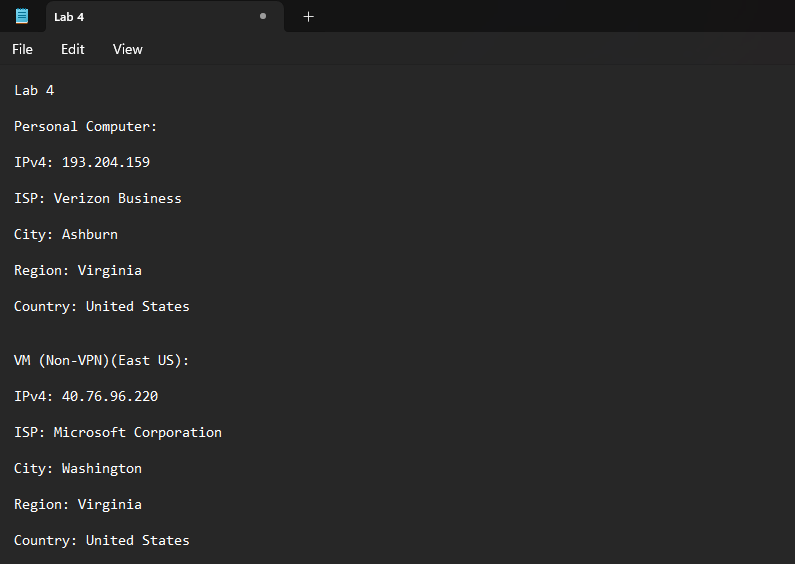 Lab 4
File Edit View
Lab 4
Personal Computer:
IPv4: 193.204.159
ISP: Verizon Business
City: Ashburn
Region: Virginia
Country: United States
VM (Non-VPN)(East US):
IPv4: 40.76.96.220
ISP: Microsoft Corporation
City: Washington
Region: Virginia
Country: United States